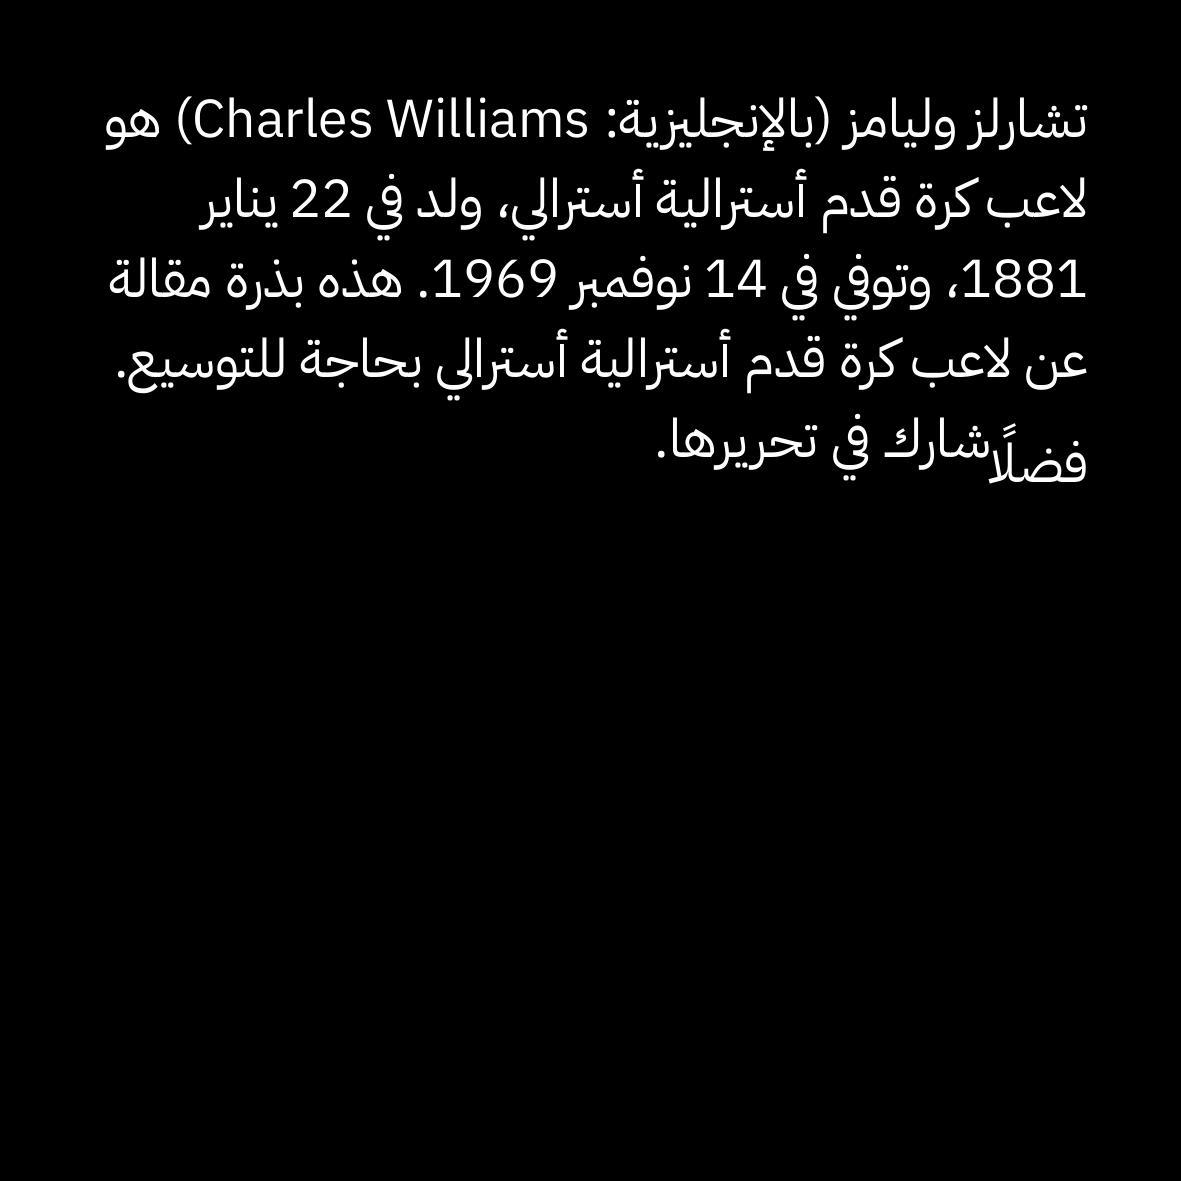 تشارلز وليامز (بالإنجليزية: Charles Williams) هو
لاعب كرة قدم أسترالية أسترالي، ولد في 22 يناير
1881، وتوفي في 14 نوفمبر 1969. هذه بذرة مقالة
عن لاعب كرة قدم أسترالية أسترالي بحاجة للتوسيع.
فضلًا شارك في تحريرها.